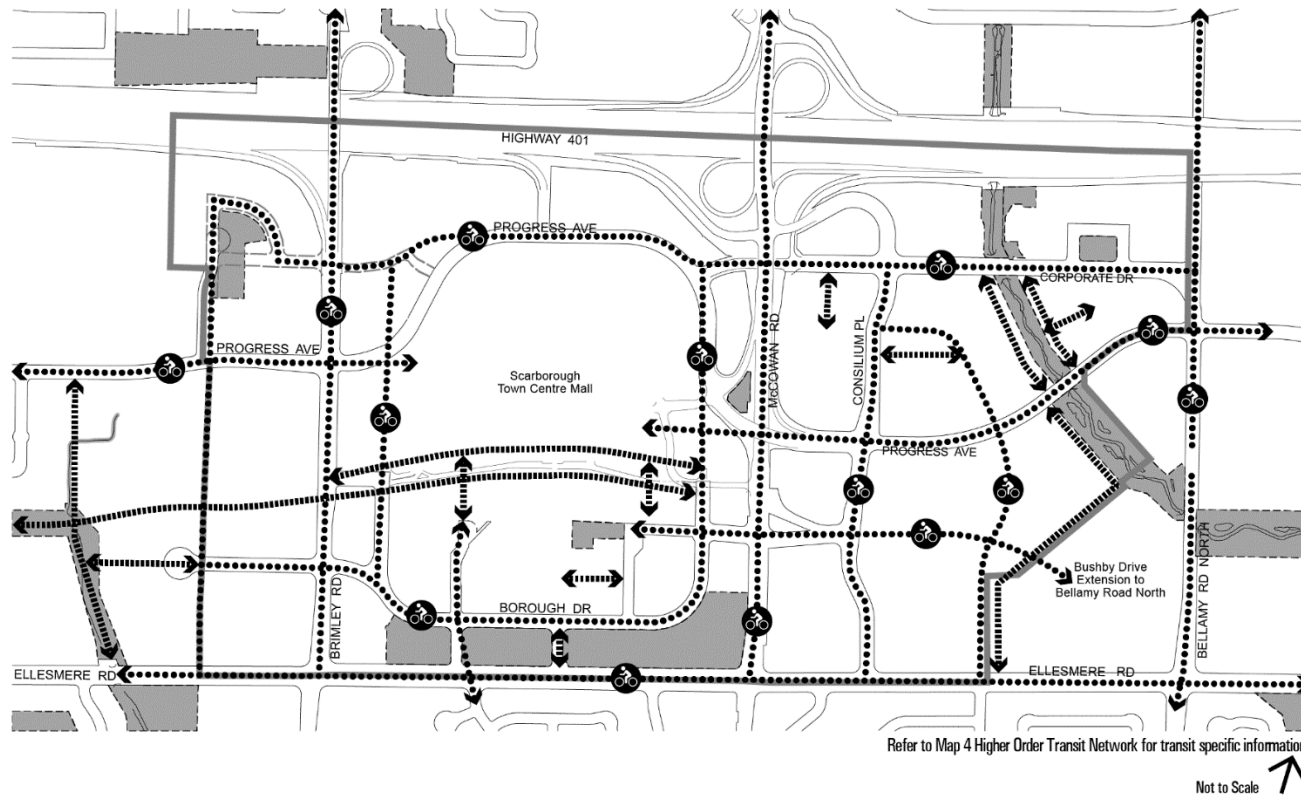 HIGHWAY 401
PROGRESS AVE
CORPORATE DR
PROGRESS AVE
Scarborough
Town Centre Mall
McCOWAN RD
CONSILIUM PL
PROGRESS AVE
BRIMLEY RD
BOROUGH DR
Bushby Drive
Extension to
Bellamy Road North
BELLAMY RD NORTH
ELLESMERE RD
ELLESMERE RD
Refer to Map 4 Higher Order Transit Network for transit specific information
Not to Scale